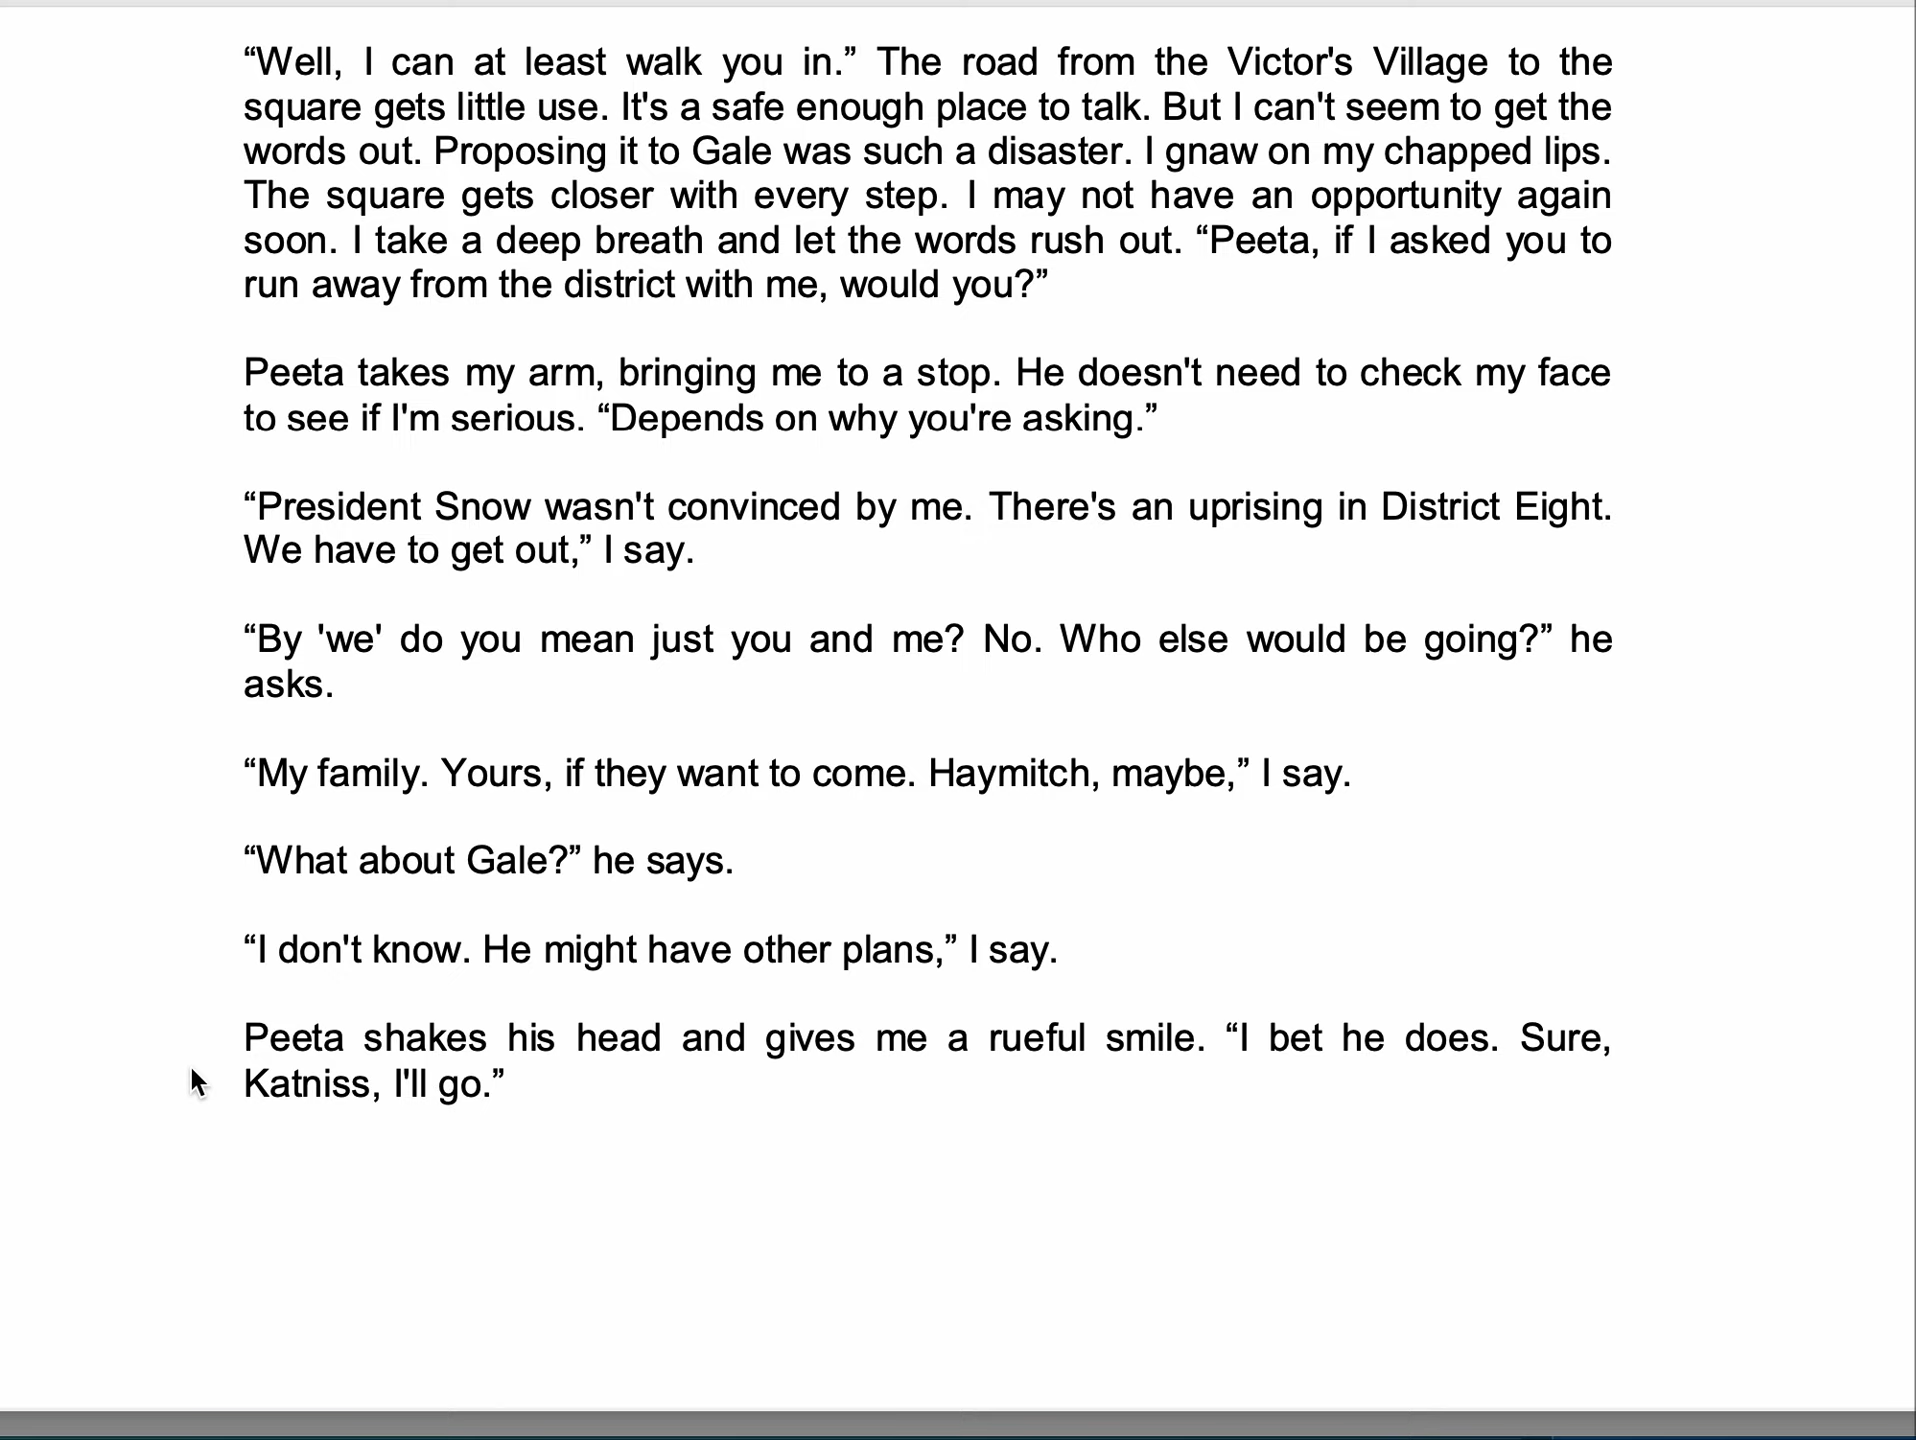 “Well, I can at least walk you in.” The road from the Victor's Village to the
square gets little use. It's a safe enough place to talk. But I can't seem to get the
words out. Proposing it to Gale was such a disaster. I gnaw on my chapped lips.
The square gets closer with every step. I may not have an opportunity again
soon. I take a deep breath and let the words rush out. “Peeta, if I asked you to
run away from the district with me, would you?”
Peeta takes my arm, bringing me to a stop. He doesn't need to check my face
to see if I'm serious. “Depends on why you're asking.”
“President Snow wasn't convinced by me. There's an uprising in District Eight.
We have to get out,” I say.
“By 'we' do you mean just you and me? No. Who else would be going?” he
asks.
“My family. Yours, if they want to come. Haymitch, maybe,” I say.
“What about Gale?” he says.
“I don't know. He might have other plans,” I say.
Peeta shakes his head and gives me a rueful smile. “I bet he does. Sure,
Katniss, I'll go.”